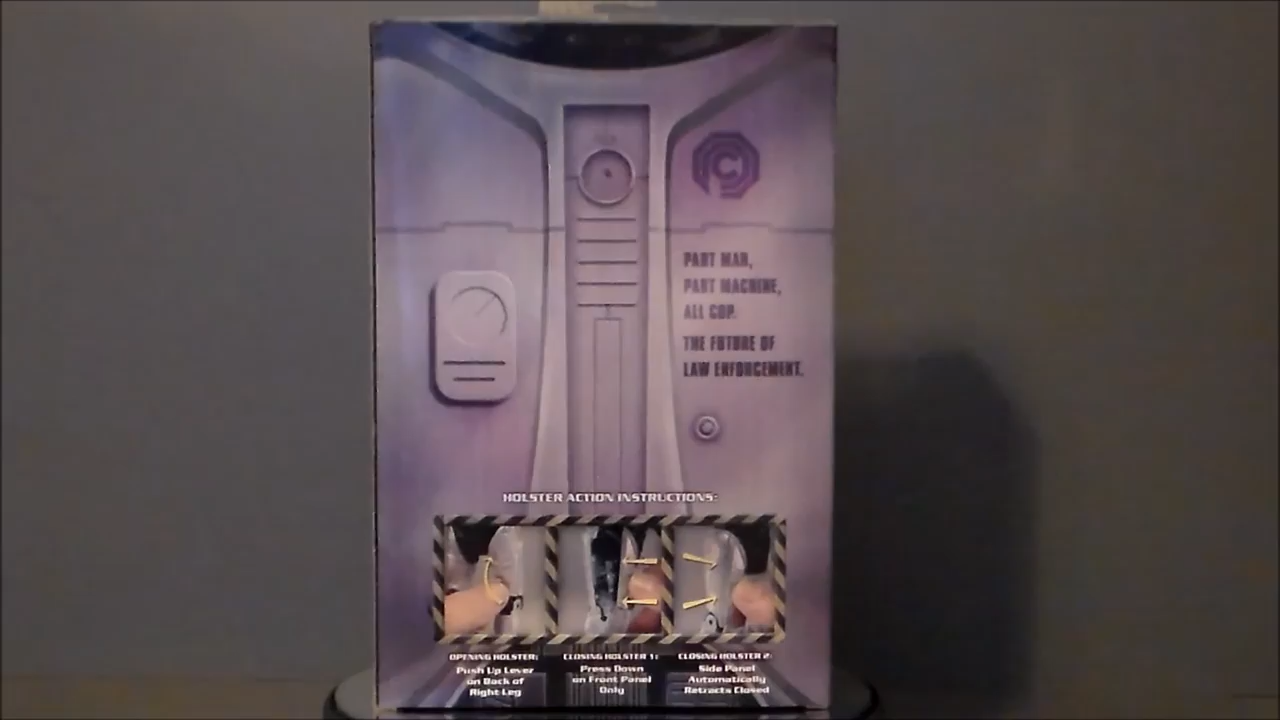 PART MAN,
PART MACHINE,
ALL COP.
THE FUTURE OF
LAW ENFORCEMENT.
HOLSTER ACTION INSTRUCTIONS:
OPENING HOLSTER:
Push Up Lever
on Back of
Right Leg
CLOSING HOLSTER 1:
Press Down
on Front Panel
Only
CLOSING HOLSTER 2:
Side Panel
Automatically
Retracts Closed